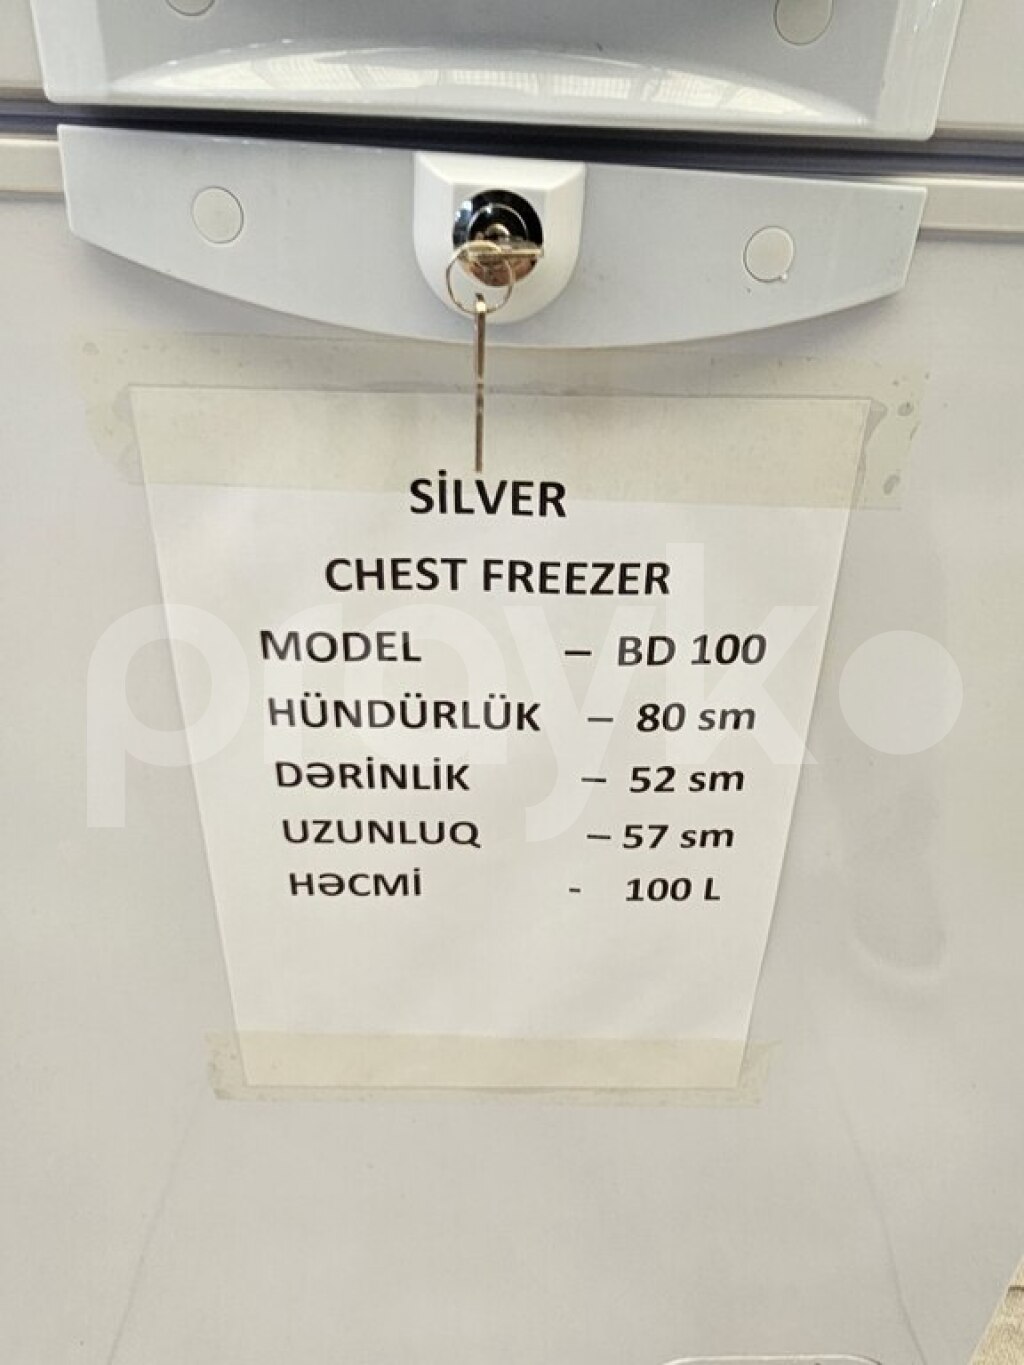 SİLVER
CHEST FREEZER
MODEL – BD 100
HÜNDÜRLÜK – 80 sm
DƏRİNLİK – 52 sm
UZUNLUQ – 57 sm
HƏCMİ - 100 L